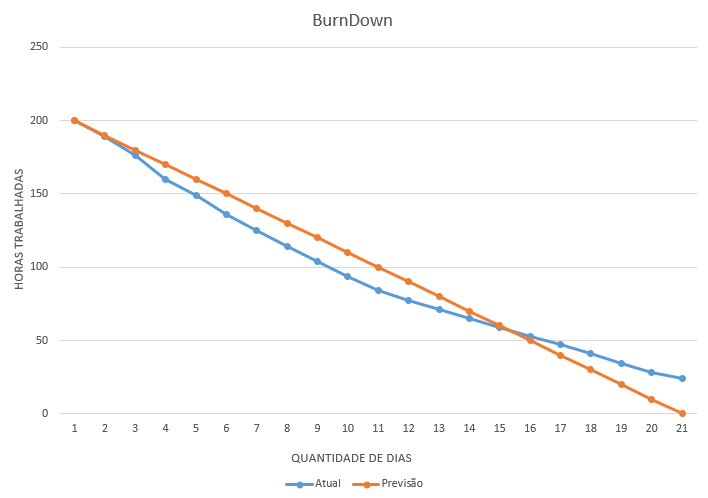 BurnDown
250
200
150
100
50
0
HORAS TRABALHADAS
1 2 3 4 5 6 7 8 9 10 11 12 13 14 15 16 17 18 19 20 21
QUANTIDADE DE DIAS
Atual Previsão